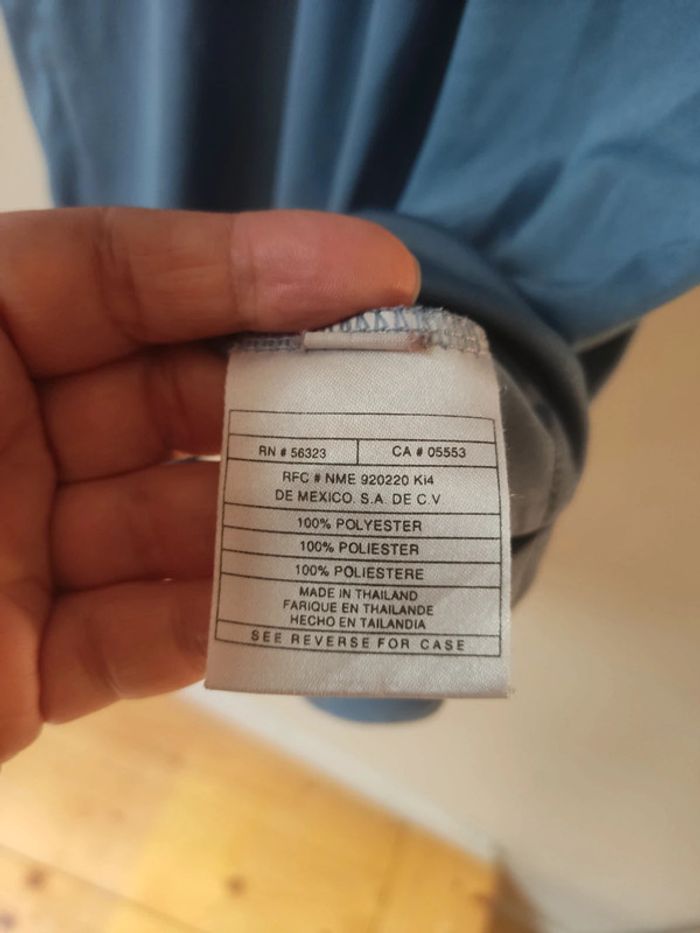 RN # 56323 CA # 05553
RFC # NME 920220 Ki4
DE MEXICO. S.A. DE C.V
100% POLYESTER
100% POLIESTER
100% POLIESTERE
MADE IN THAILAND
FARIQUE EN THAILANDE
HECHO EN TAILANDIA
SEE REVERSE FOR CASE